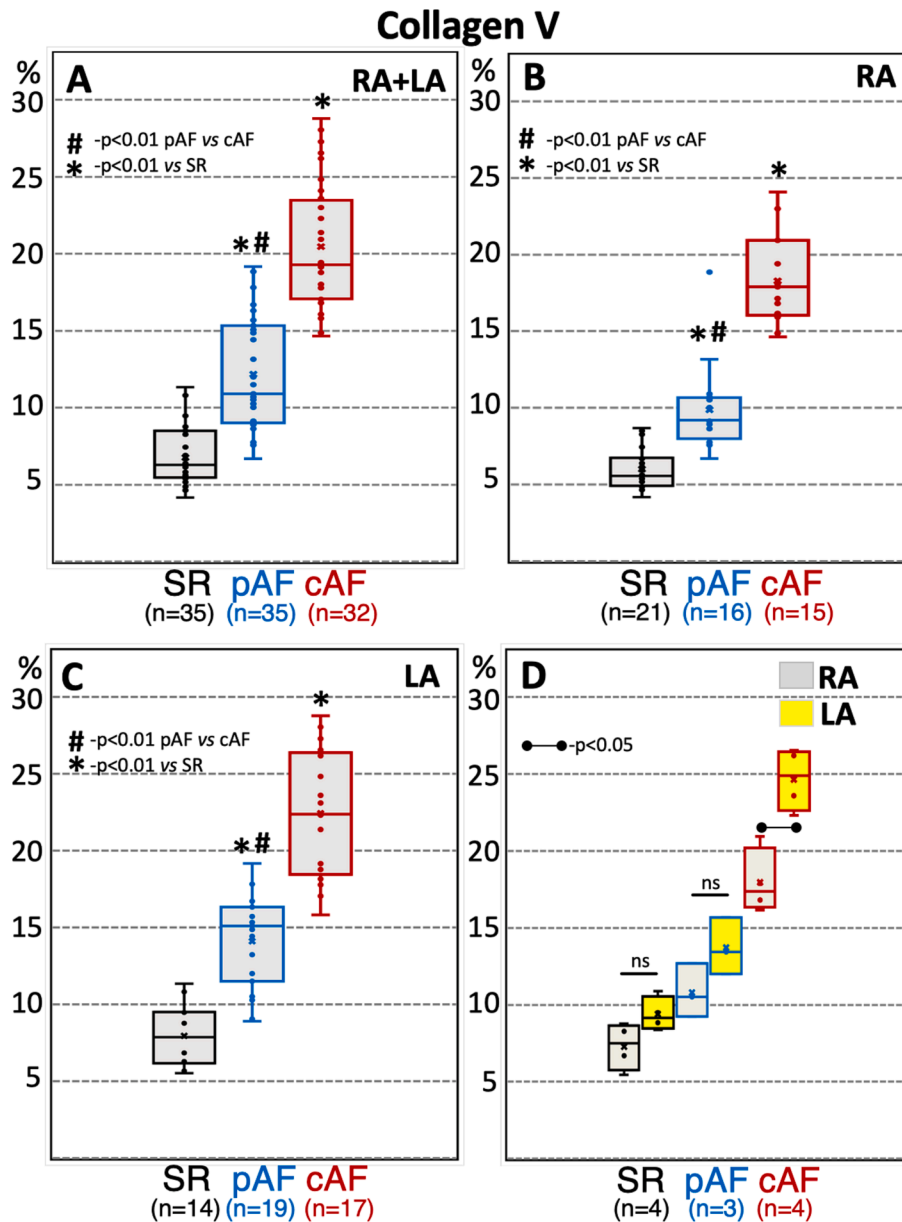 Collagen V
A
RA+LA
%
30
25
20
15
10
5
# -p<0.01 pAF vs cAF
* -p<0.01 vs SR
*#
*
SR pAF cAF
(n=35) (n=35) (n=32)
B
RA
%
30
25
20
15
10
5
# -p<0.01 pAF vs cAF
* -p<0.01 vs SR
*#
*
SR pAF cAF
(n=21) (n=16) (n=15)
C
LA
%
30
25
20
15
10
5
# -p<0.01 pAF vs cAF
* -p<0.01 vs SR
*#
*
SR pAF cAF
(n=14) (n=19) (n=17)
D
RA
LA
%
30
25
20
15
10
5
-p<0.05
ns
ns
SR pAF cAF
(n=4) (n=3) (n=4)